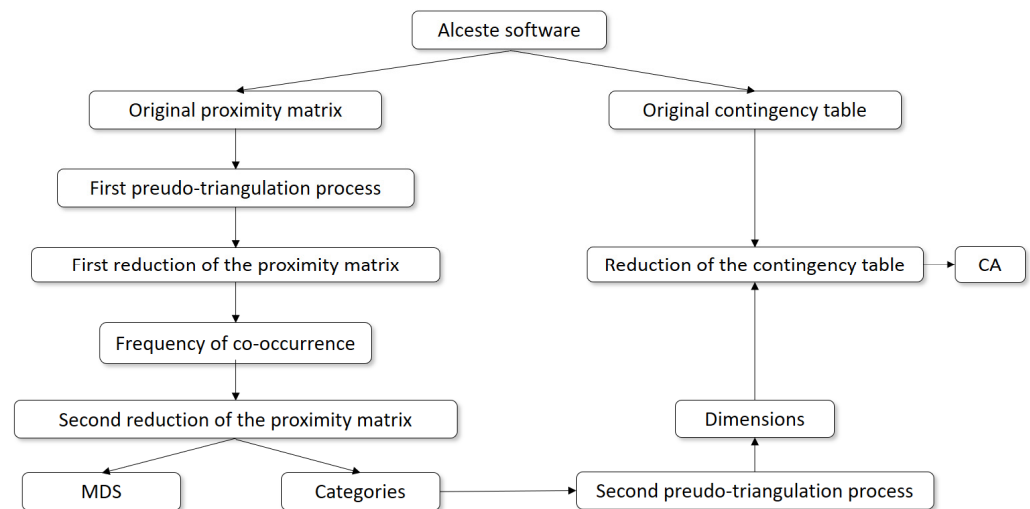 Alceste software
Original proximity matrix
Original contingency table
First preudo-triangulation process
First reduction of the proximity matrix
Reduction of the contingency table
CA
Frequency of co-occurrence
Second reduction of the proximity matrix
Dimensions
MDS
Categories
Second preudo-triangulation process